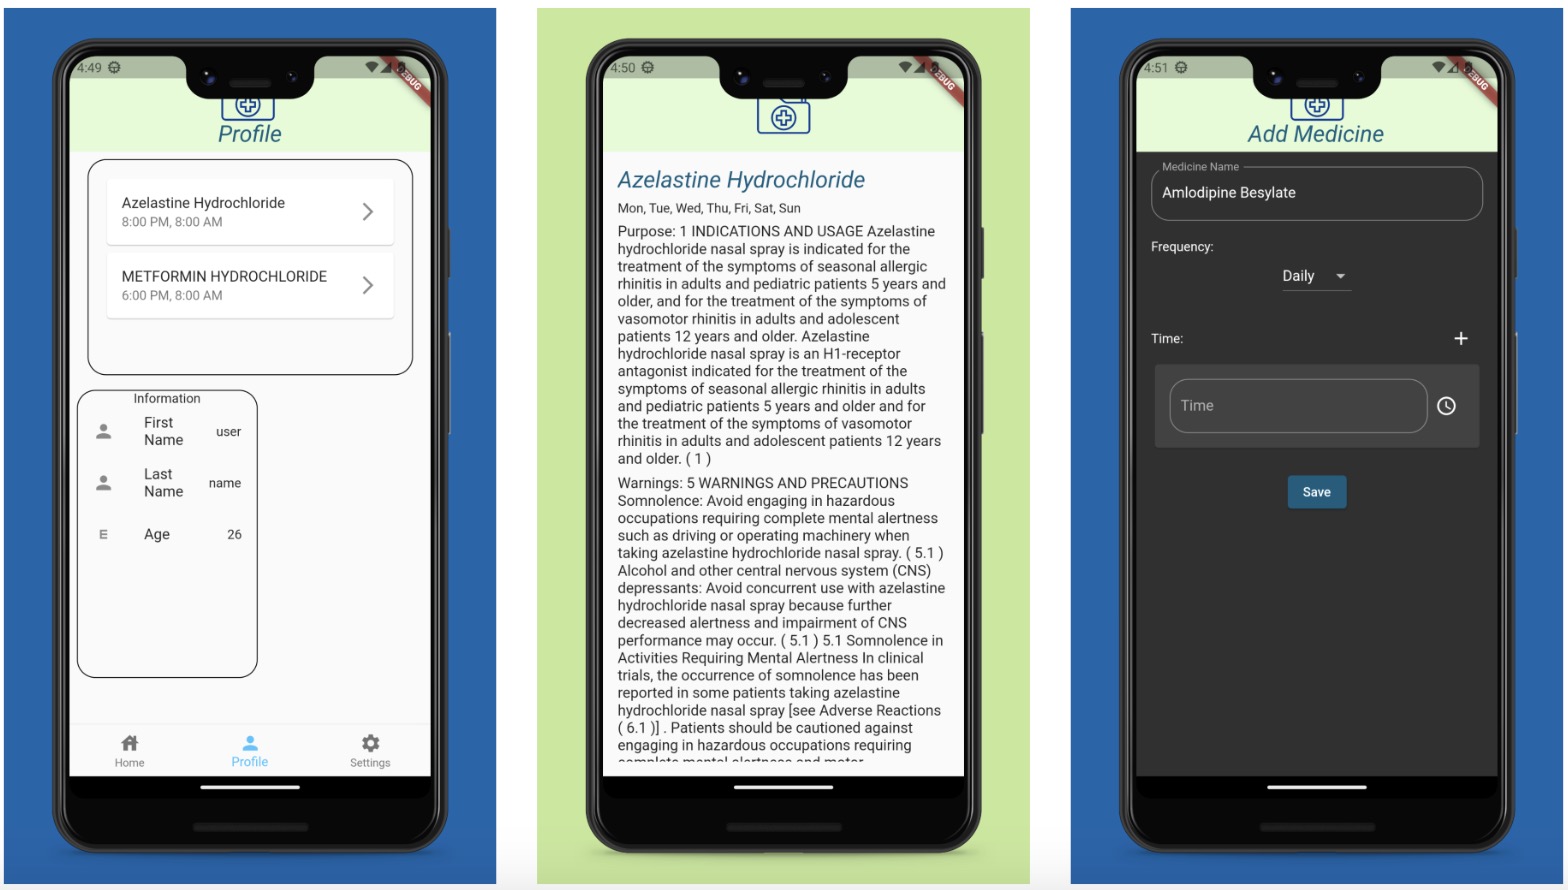 4:49
DEBUG
Profile
Azelastine Hydrochloride
8:00 PM, 8:00 AM
METFORMIN HYDROCHLORIDE
6:00 PM, 8:00 AM
Information
First
Name
user
Last
Name
name
E
Age
26
Home
Profile
Settings
4:50
DEBUG
Azelastine Hydrochloride
Mon, Tue, Wed, Thu, Fri, Sat, Sun
Purpose: 1 INDICATIONS AND USAGE Azelastine
hydrochloride nasal spray is indicated for the
treatment of the symptoms of seasonal allergic
rhinitis in adults and pediatric patients 5 years and
older, and for the treatment of the symptoms of
vasomotor rhinitis in adults and adolescent
patients 12 years and older. Azelastine
hydrochloride nasal spray is an H1-receptor
antagonist indicated for the treatment of the
symptoms of seasonal allergic rhinitis in adults
and pediatric patients 5 years and older and for
the treatment of the symptoms of vasomotor
rhinitis in adults and adolescent patients 12 years
and older. ( 1 )
Warnings: 5 WARNINGS AND PRECAUTIONS
Somnolence: Avoid engaging in hazardous
occupations requiring complete mental alertness
such as driving or operating machinery when
taking azelastine hydrochloride nasal spray. ( 5.1 )
Alcohol and other central nervous system (CNS)
depressants: Avoid concurrent use with azelastine
hydrochloride nasal spray because further
decreased alertness and impairment of CNS
performance may occur. ( 5.1 ) 5.1 Somnolence in
Activities Requiring Mental Alertness In clinical
trials, the occurrence of somnolence has been
reported in some patients taking azelastine
hydrochloride nasal spray [see Adverse Reactions
( 6.1 )] . Patients should be cautioned against
engaging in hazardous occupations requiring
complete mental alertness and motor
4:51
DEBUG
Add Medicine
Medicine Name
Amlodipine Besylate
Frequency:
Daily
Time:
Time
Save